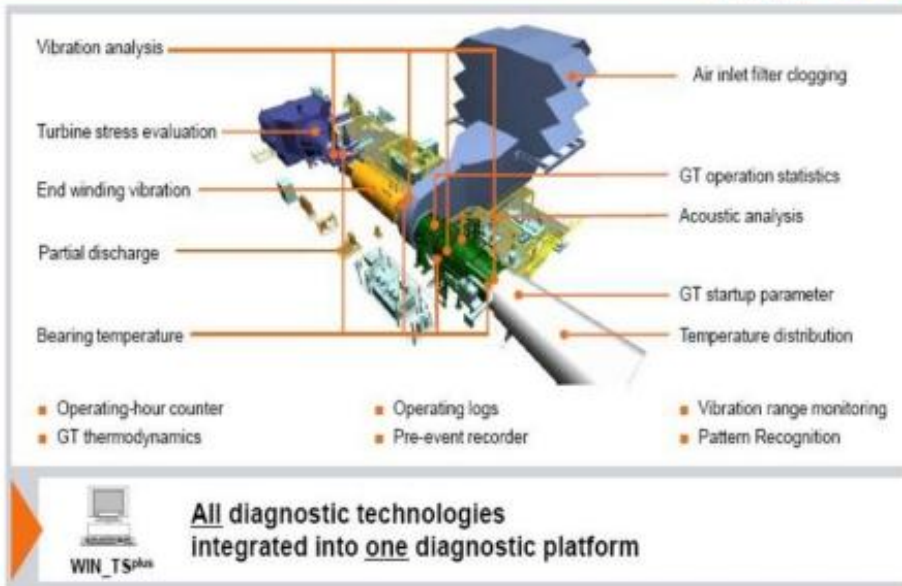 Vibration analysis
Air inlet filter clogging
Turbine stress evaluation
GT operation statistics
End winding vibration
Acoustic analysis
Partial discharge
GT startup parameter
Bearing temperature
Temperature distribution
Operating-hour counter
Operating logs
Vibration range monitoring
GT thermodynamics
Pre-event recorder
Pattern Recognition
All diagnostic technologies
integrated into one diagnostic platform
WIN_TSplus